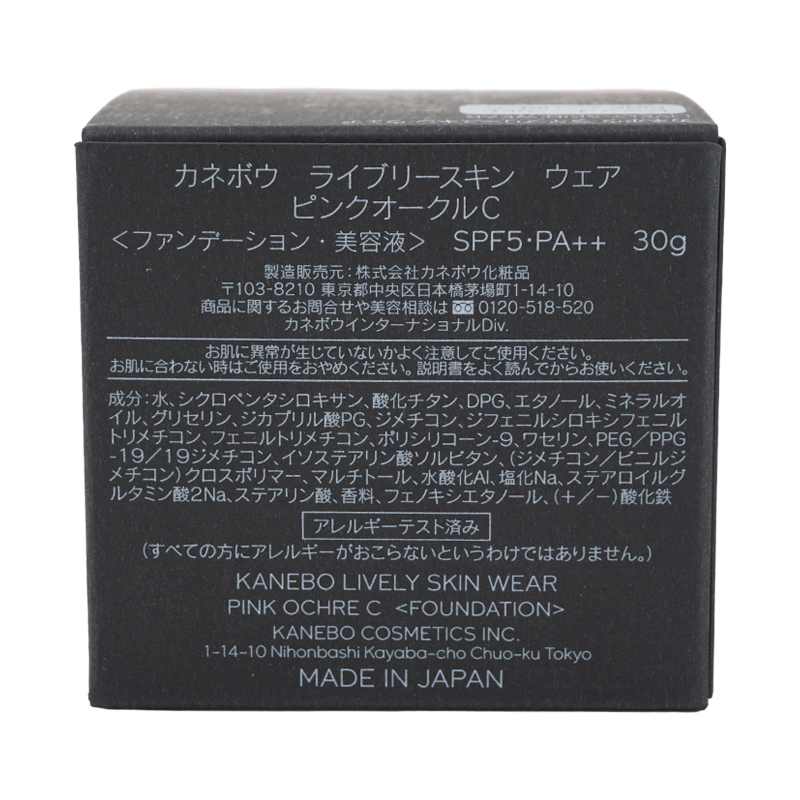 カネボウ ライブリースキン ウェア
ピンクオークルC
＜ファンデーション・美容液＞ SPF5・PA++ 30g
製造販売元：株式会社カネボウ化粧品
〒103-8210 東京都中央区日本橋茅場町1-14-10
商品に関するお問合せや美容相談は 0120-518-520
カネボウインターナショナルDiv.
お肌に異常が生じていないかよく注意してご使用ください。
お肌に合わない時はご使用をおやめください。説明書をよく読んでからお使いください。
成分：水、シクロペンタシロキサン、酸化チタン、DPG、エタノール、ミネラルオ
イル、グリセリン、ジカプリル酸PG、ジメチコン、ジフェニルシロキシフェニル
トリメチコン、フェニルトリメチコン、ポリシリコーン-9、ワセリン、PEG／PPG
-19／19ジメチコン、イソステアリン酸ソルビタン、（ジメチコン／ビニルジ
メチコン）クロスポリマー、マルチトール、水酸化Al、塩化Na、ステアロイルグ
ルタミン酸2Na、ステアリン酸、香料、フェノキシエタノール、（＋／－）酸化鉄
アレルギーテスト済み
（すべての方にアレルギーがおこらないというわけではありません。）
KANEBO LIVELY SKIN WEAR
PINK OCHRE C <FOUNDATION>
KANEBO COSMETICS INC.
1-14-10 Nihonbashi Kayaba-cho Chuo-ku Tokyo
MADE IN JAPAN